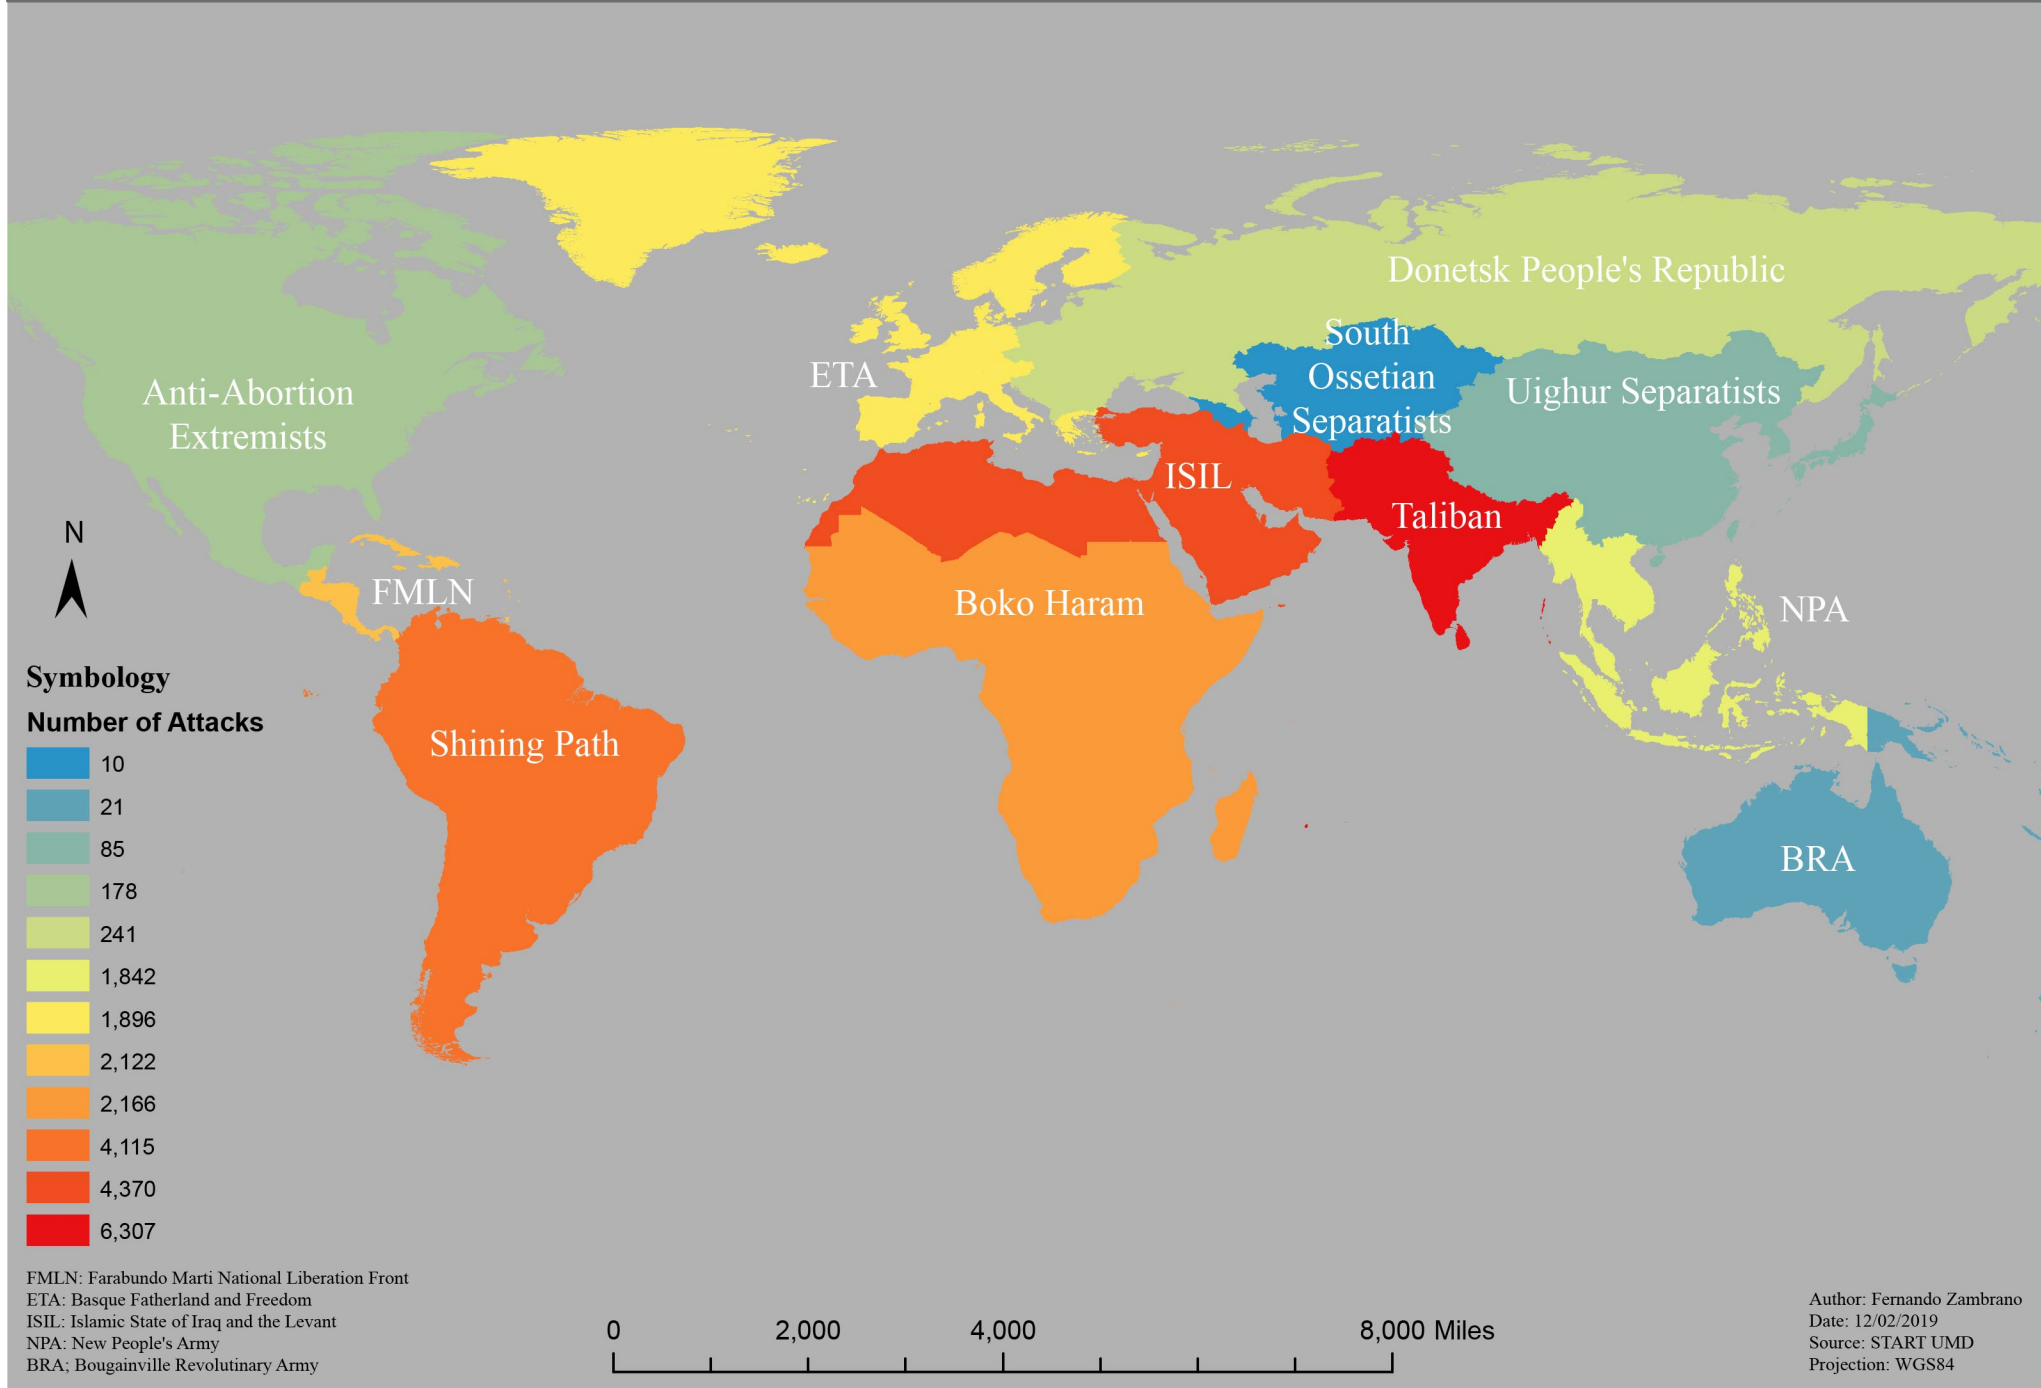 Donetsk People's Republic
South
Ossetian
Separatists
Uighur Separatists
ETA
Anti-Abortion
Extremists
ISIL
Taliban
N
FMLN
Boko Haram
NPA
Shining Path
BRA
Symbology
Number of Attacks
10
21
85
178
241
1,842
1,896
2,122
2,166
4,115
4,370
6,307
FMLN: Farabundo Marti National Liberation Front
ETA: Basque Fatherland and Freedom
ISIL: Islamic State of Iraq and the Levant
NPA: New People's Army
BRA; Bougainville Revolutinary Army
0 2,000 4,000 8,000 Miles
Author: Fernando Zambrano
Date: 12/02/2019
Source: START UMD
Projection: WGS84